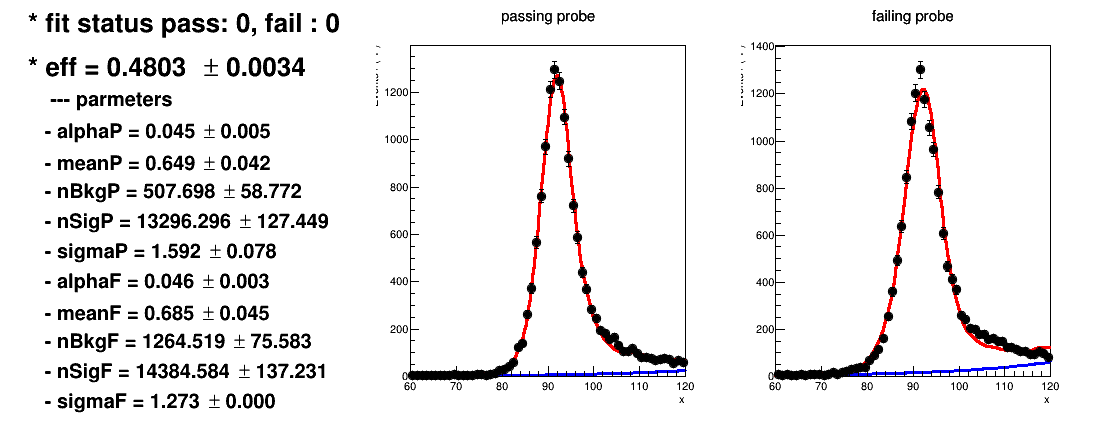 * fit status pass: 0, fail : 0
* eff = 0.4803 ± 0.0034
--- parmeters
- alphaP = 0.045 ± 0.005
- meanP = 0.649 ± 0.042
- nBkgP = 507.698 ± 58.772
- nSigP = 13296.296 ± 127.449
- sigmaP = 1.592 ± 0.078
- alphaF = 0.046 ± 0.003
- meanF = 0.685 ± 0.045
- nBkgF = 1264.519 ± 75.583
- nSigF = 14384.584 ± 137.231
- sigmaF = 1.273 ± 0.000
passing probe
1200
1000
800
600
400
200
0
60 70 80 90 100 110 120
x
failing probe
1400
1200
1000
800
600
400
200
0
60 70 80 90 100 110 120
x